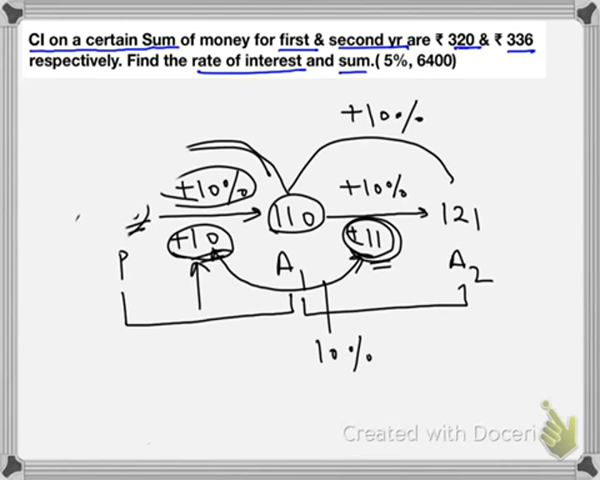 CI on a certain Sum of money for first & second yr are ₹ 320 & ₹ 336
respectively. Find the rate of interest and sum.( 5%, 6400)
+10%
+10% +10%
110 121
+10 +11
P A1 A2
10%
Created with Doceri